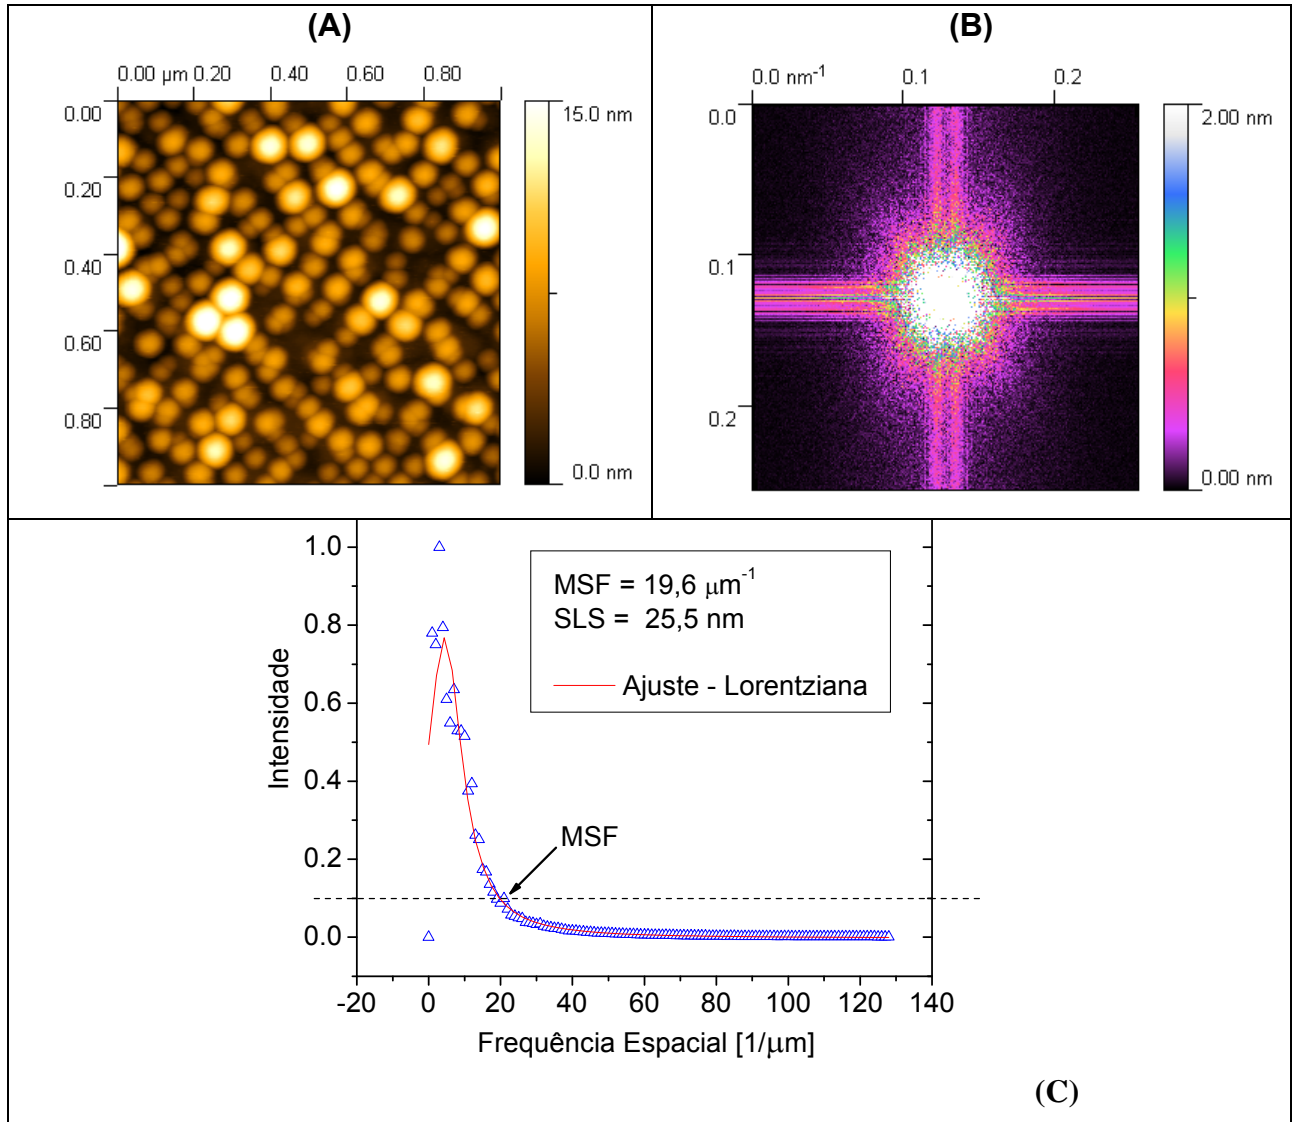 (A)
0.00 µm 0.20 0.40 0.60 0.80
0.00
0.20
0.40
0.60
0.80
15.0 nm
0.0 nm
(B)
0.0 nm⁻¹ 0.1 0.2
0.0
0.1
0.2
2.00 nm
0.00 nm
1.0
0.8
0.6
0.4
0.2
0.0
Intensidade
MSF = 19,6 µm⁻¹
SLS = 25,5 nm
Ajuste - Lorentziana
MSF
-20 0 20 40 60 80 100 120 140
Frequência Espacial [1/µm]
(C)